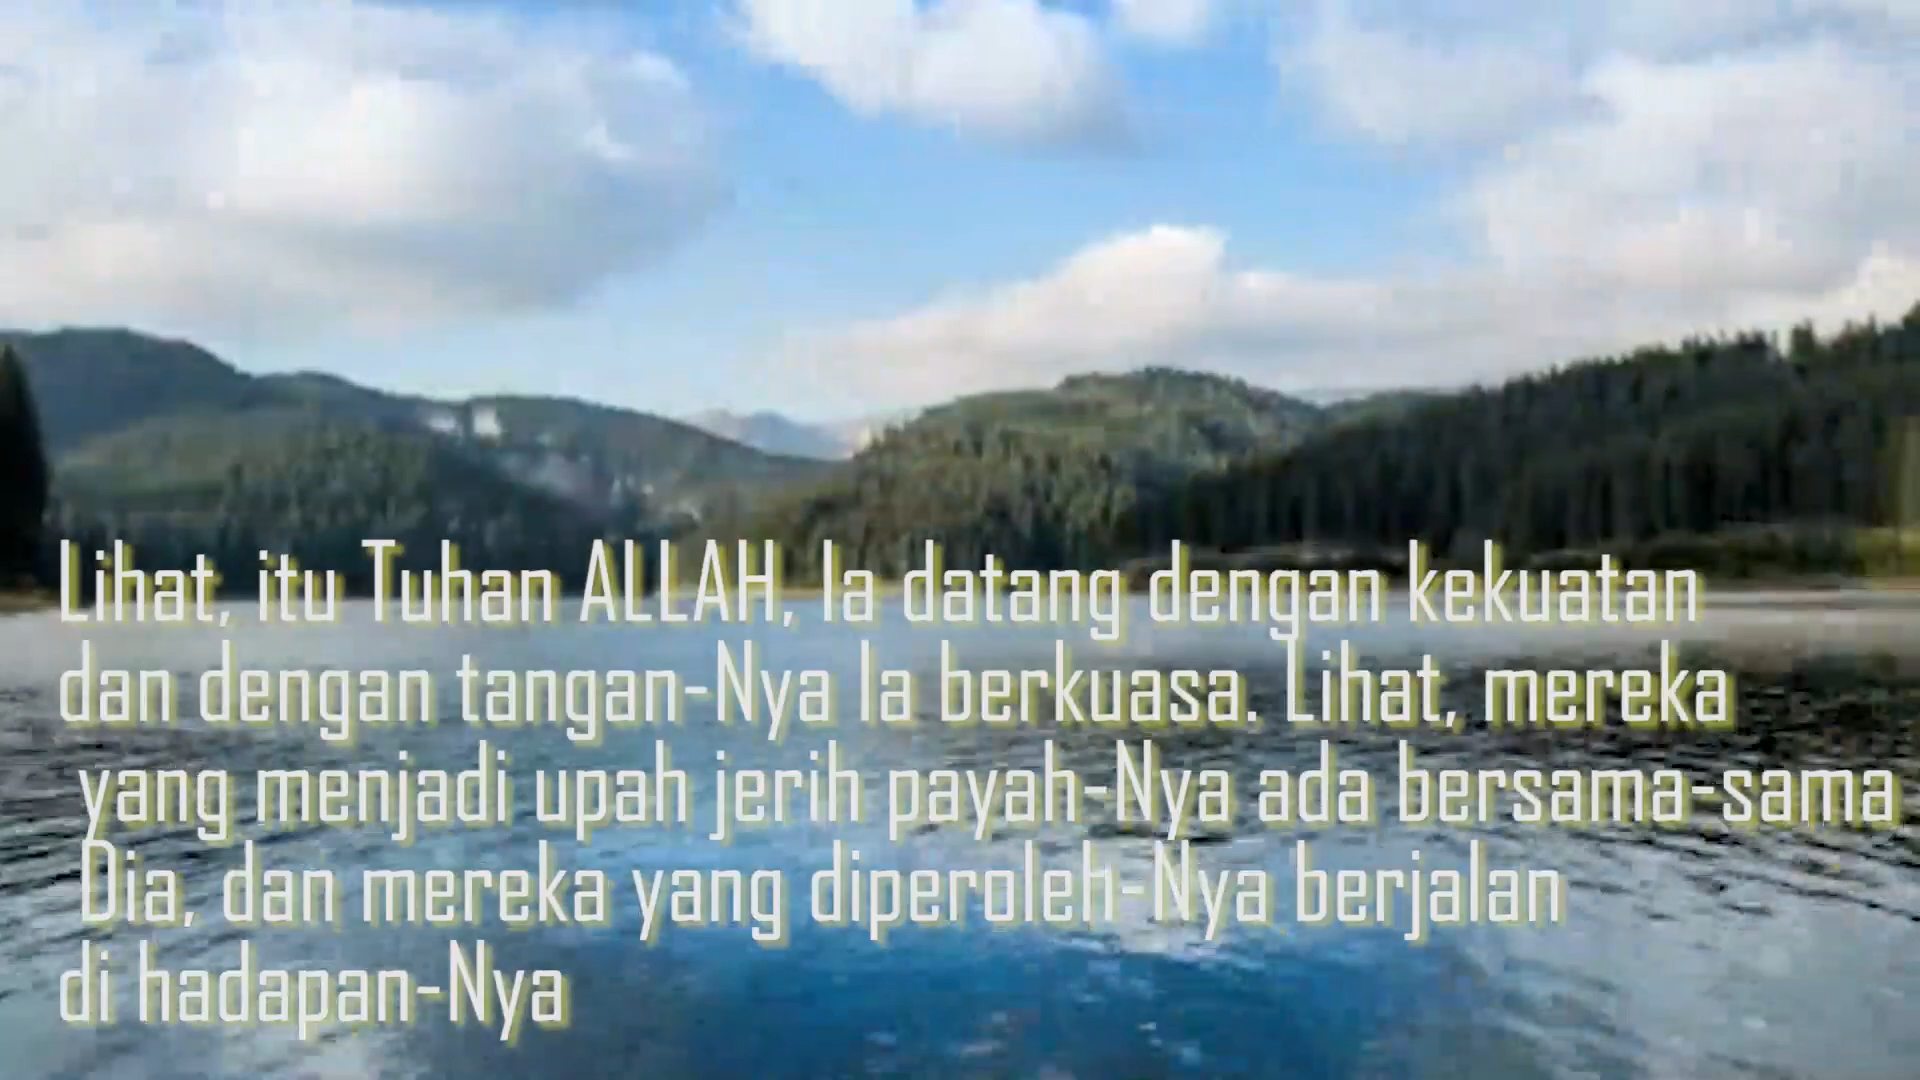 Lihat, itu Tuhan ALLAH, Ia datang dengan kekuatan
dan dengan tangan-Nya Ia berkuasa. Lihat, mereka
yang menjadi upah jerih payah-Nya ada bersama-sama
Dia, dan mereka yang diperoleh-Nya berjalan
di hadapan-Nya